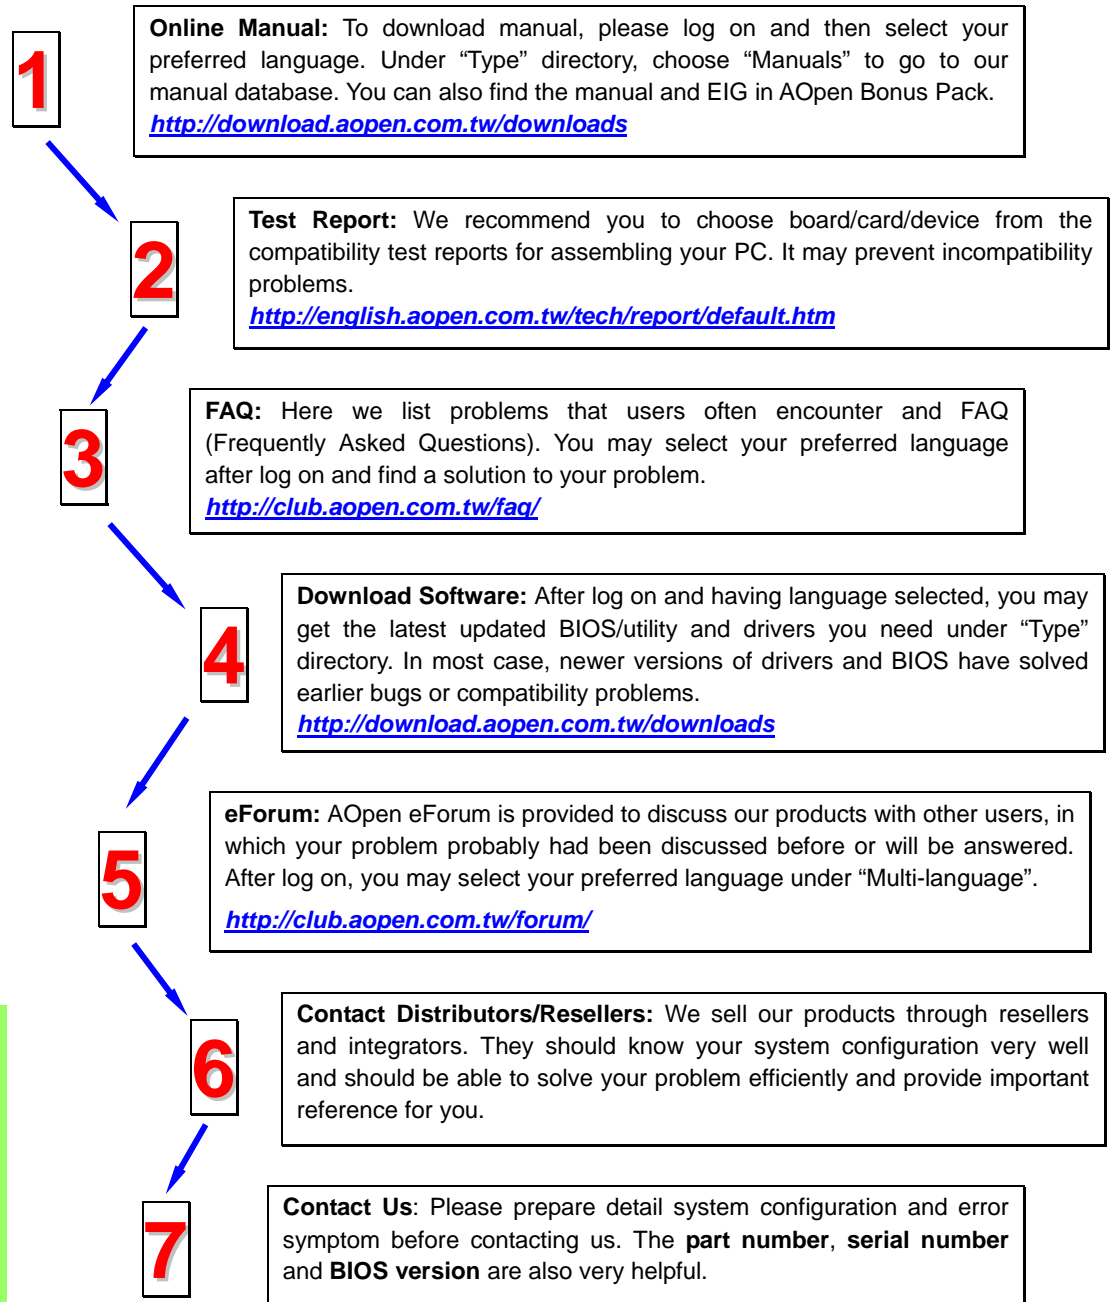 1
Online Manual: To download manual, please log on and then select your
preferred language. Under “Type” directory, choose “Manuals” to go to our
manual database. You can also find the manual and EIG in AOpen Bonus Pack.
http://download.aopen.com.tw/downloads
2
Test Report: We recommend you to choose board/card/device from the
compatibility test reports for assembling your PC. It may prevent incompatibility
problems.
http://english.aopen.com.tw/tech/report/default.htm
3
FAQ: Here we list problems that users often encounter and FAQ
(Frequently Asked Questions). You may select your preferred language
after log on and find a solution to your problem.
http://club.aopen.com.tw/faq/
4
Download Software: After log on and having language selected, you may
get the latest updated BIOS/utility and drivers you need under “Type”
directory. In most case, newer versions of drivers and BIOS have solved
earlier bugs or compatibility problems.
http://download.aopen.com.tw/downloads
5
eForum: AOpen eForum is provided to discuss our products with other users, in
which your problem probably had been discussed before or will be answered.
After log on, you may select your preferred language under “Multi-language”.
http://club.aopen.com.tw/forum/
6
Contact Distributors/Resellers: We sell our products through resellers
and integrators. They should know your system configuration very well
and should be able to solve your problem efficiently and provide important
reference for you.
7
Contact Us: Please prepare detail system configuration and error
symptom before contacting us. The part number, serial number
and BIOS version are also very helpful.